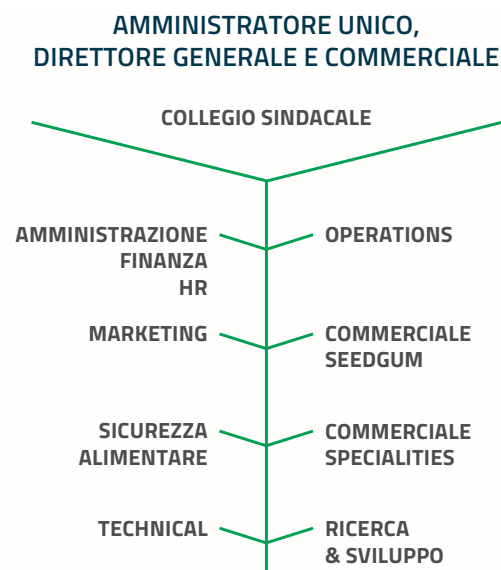 AMMINISTRATORE UNICO,
DIRETTORE GENERALE E COMMERCIALE
COLLEGIO SINDACALE
AMMINISTRAZIONE
FINANZA
HR
OPERATIONS
MARKETING
COMMERCIALE
SEEDGUM
SICUREZZA
ALIMENTARE
COMMERCIALE
SPECIALITIES
TECHNICAL
RICERCA
& SVILUPPO